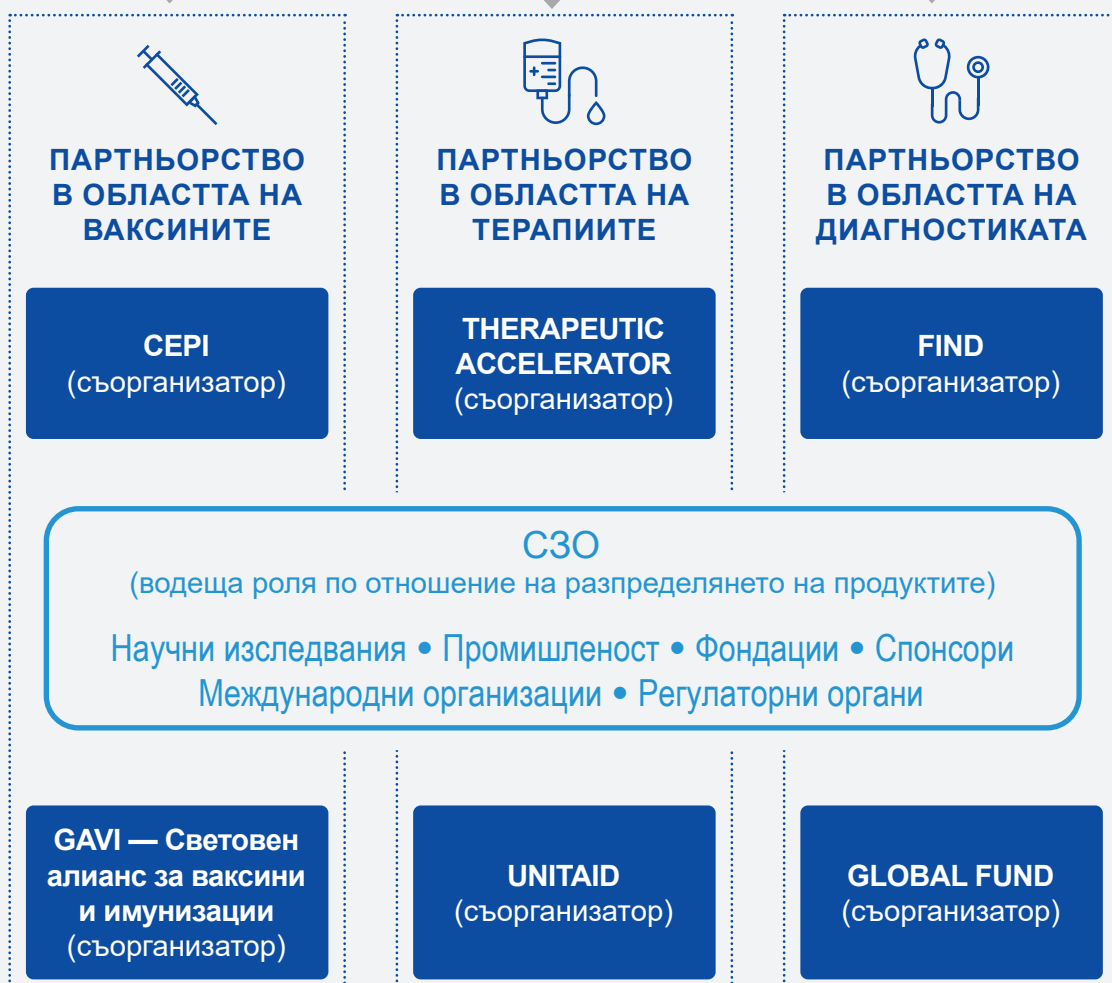 ПАРТНЬОРСТВО
В ОБЛАСТТА НА
ВАКСИНИТЕ
ПАРТНЬОРСТВО
В ОБЛАСТТА НА
ТЕРАПИИТЕ
ПАРТНЬОРСТВО
В ОБЛАСТТА НА
ДИАГНОСТИКАТА
CEPI
(съорганизатор)
THERAPEUTIC
ACCELERATOR
(съорганизатор)
FIND
(съорганизатор)
СЗО
(водеща роля по отношение на разпределянето на продуктите)
Научни изследвания • Промишленост • Фондации • Спонсори
Международни организации • Регулаторни органи
GAVI — Световен
алианс за ваксини
и имунизации
(съорганизатор)
UNITAID
(съорганизатор)
GLOBAL FUND
(съорганизатор)